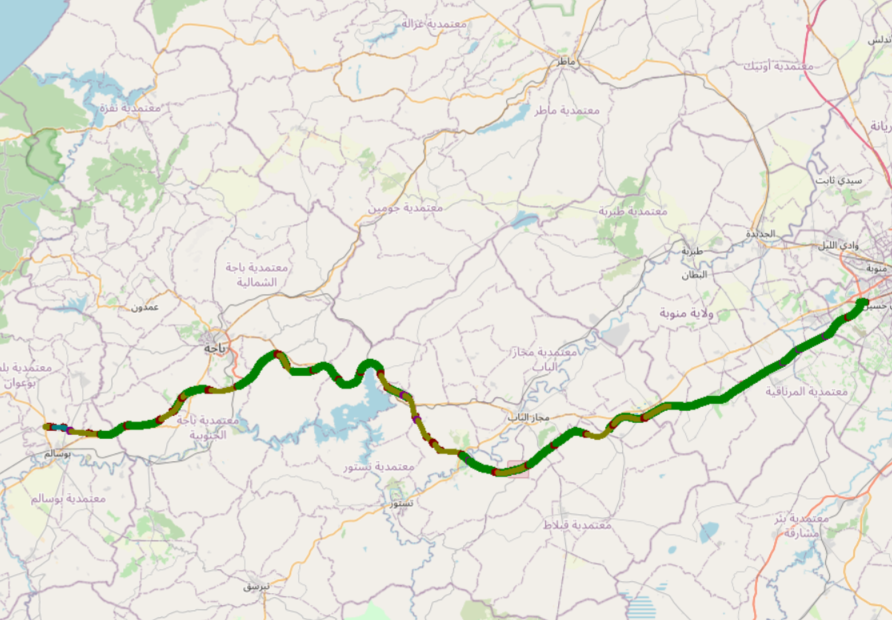 معتمدية غزالة
ماطر
معتمدية أوتيك
معتمدية نفزة
معتمدية ماطر
سيدي ثابت
معتمدية جومين
معتمدية طبربة
الجديدة
وادي الليل
طبربة
البطان
منوبة
معتمدية باجة
الشمالية
عمدون
ولاية منوبة
باجة
معتمدية مجاز
الباب
بوعوان
معتمدية المرناقية
مجاز الباب
معتمدية باجة
الجنوبية
بوسالم
معتمدية تستور
معتمدية بوسالم
تستور
معتمدية قبلاط
معتمدية بئر
مشارقة
تبرسق